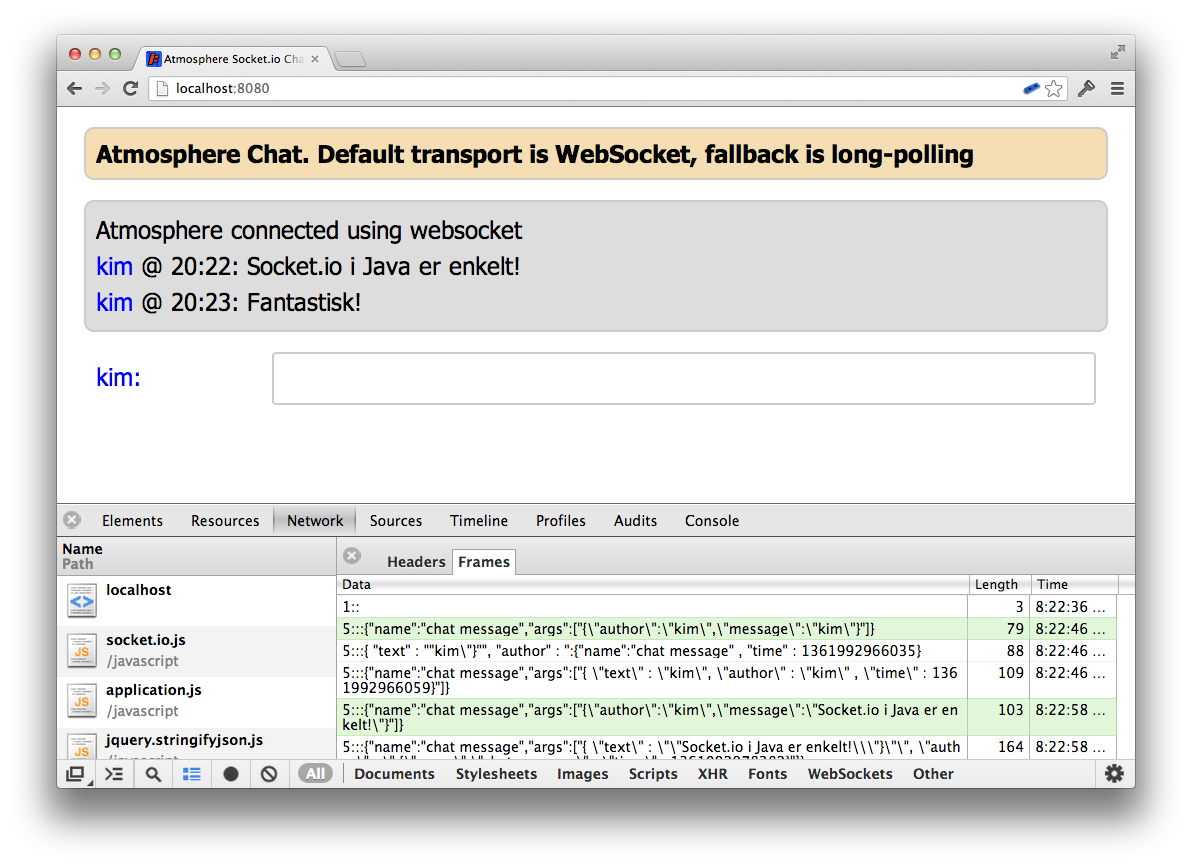 Atmosphere Socket.io Cha
localhost:8080
Atmosphere Chat. Default transport is WebSocket, fallback is long-polling
Atmosphere connected using websocket
kim @ 20:22: Socket.io i Java er enkelt!
kim @ 20:23: Fantastisk!
kim:
Elements Resources Network Sources Timeline Profiles Audits Console
Name
Path
Headers Frames
Data Length Time
localhost
socket.io.js
/javascript
application.js
/javascript
jquery.stringifyjson.js
1:: 3 8:22:36 ...
5:::{"name":"chat message","args":["{\"author\":\"kim\",\"message\":\"kim\"}"]} 79 8:22:46 ...
5:::{ "text" : ""kim\"}"", "author" : ":{"name":"chat message" , "time" : 1361992966035} 88 8:22:46 ...
5:::{"name":"chat message","args":["{ \"text\" : \"kim\", \"author\" : \"kim\" , \"time\" : 136 109 8:22:46 ...
1992966059}"]}
5:::{"name":"chat message","args":["{\"author\":\"kim\",\"message\":\"Socket.io i Java er en 103 8:22:58 ...
kelt!\"}"]}
5:::{"name":"chat message","args":["{ \"text\" : \"\"Socket.io i Java er enkelt!\\\"}\"\", \"auth 164 8:22:58 ...
All Documents Stylesheets Images Scripts XHR Fonts WebSockets Other